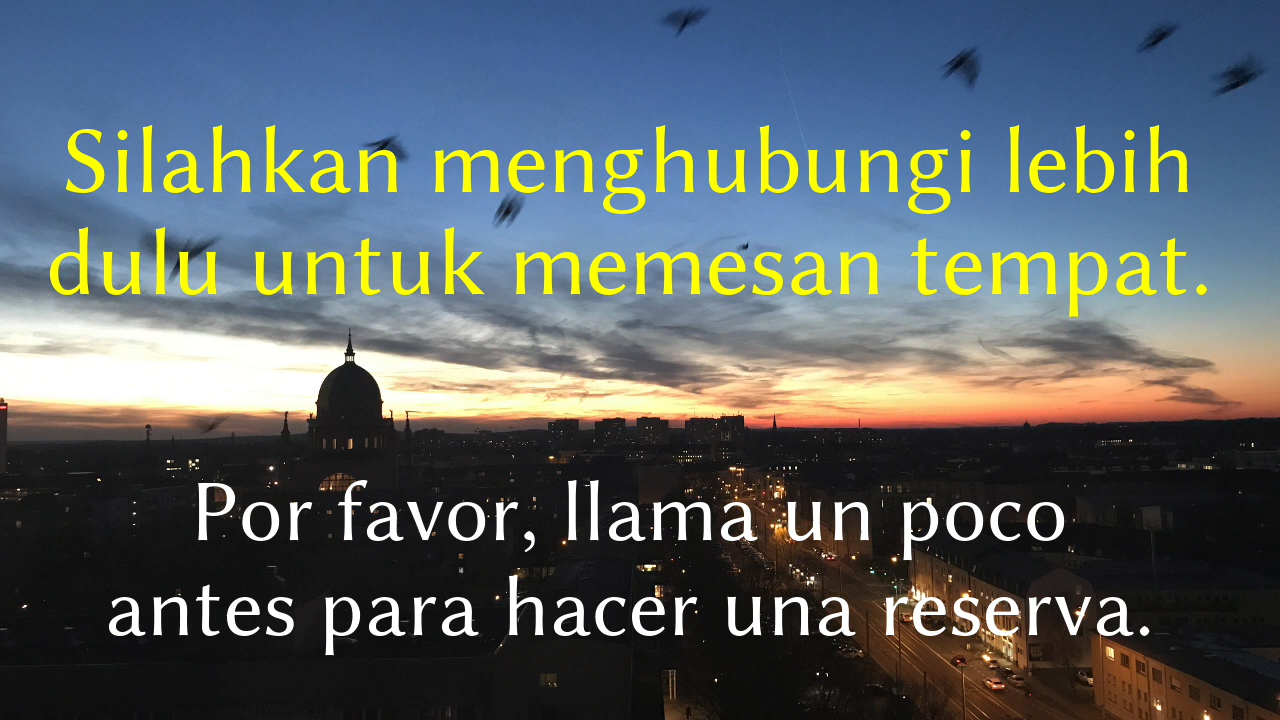 Silahkan menghubungi lebih
dulu untuk memesan tempat.
Por favor, llama un poco
antes para hacer una reserva.